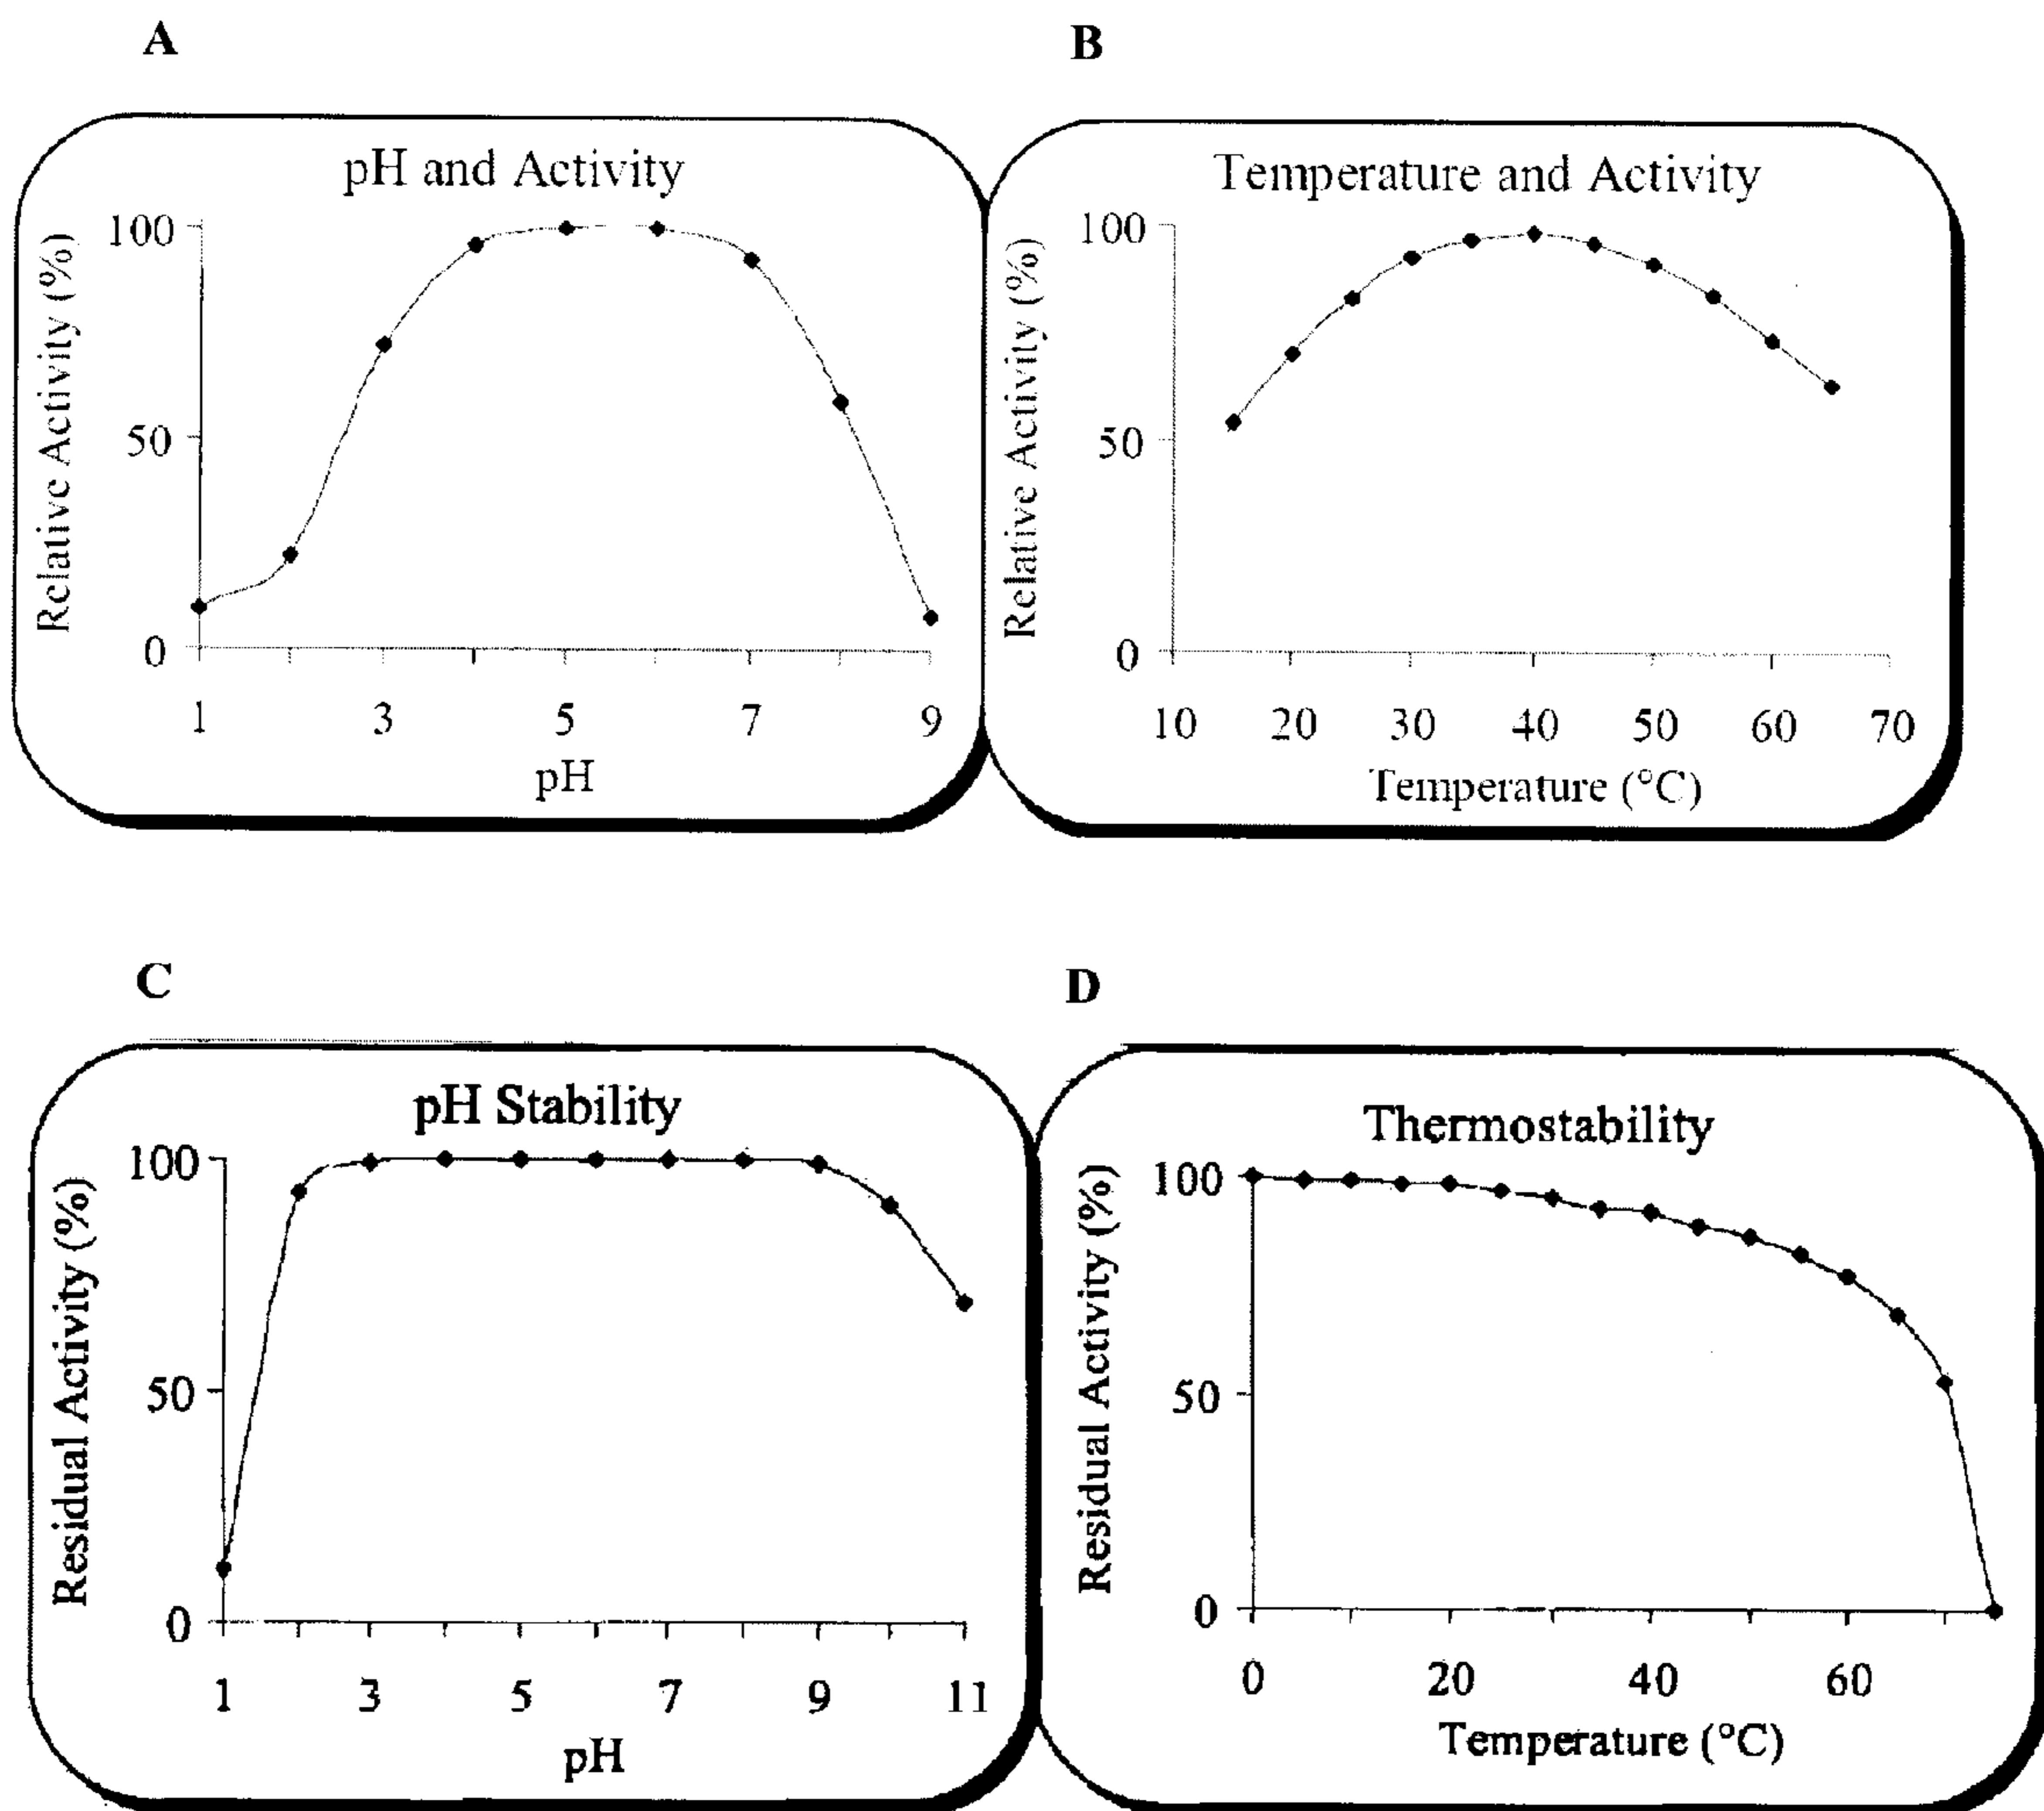 A
B
pH and Activity
Relative Activity (%)
100
50
0
1 3 5 7 9
pH
Temperature and Activity
Relative Activity (%)
100
50
0
10 20 30 40 50 60 70
Temperature (°C)
C
D
pH Stability
Residual Activity (%)
100
50
0
1 3 5 7 9 11
pH
Thermostability
Residual Activity (%)
100
50
0
0 20 40 60
Temperature (°C)